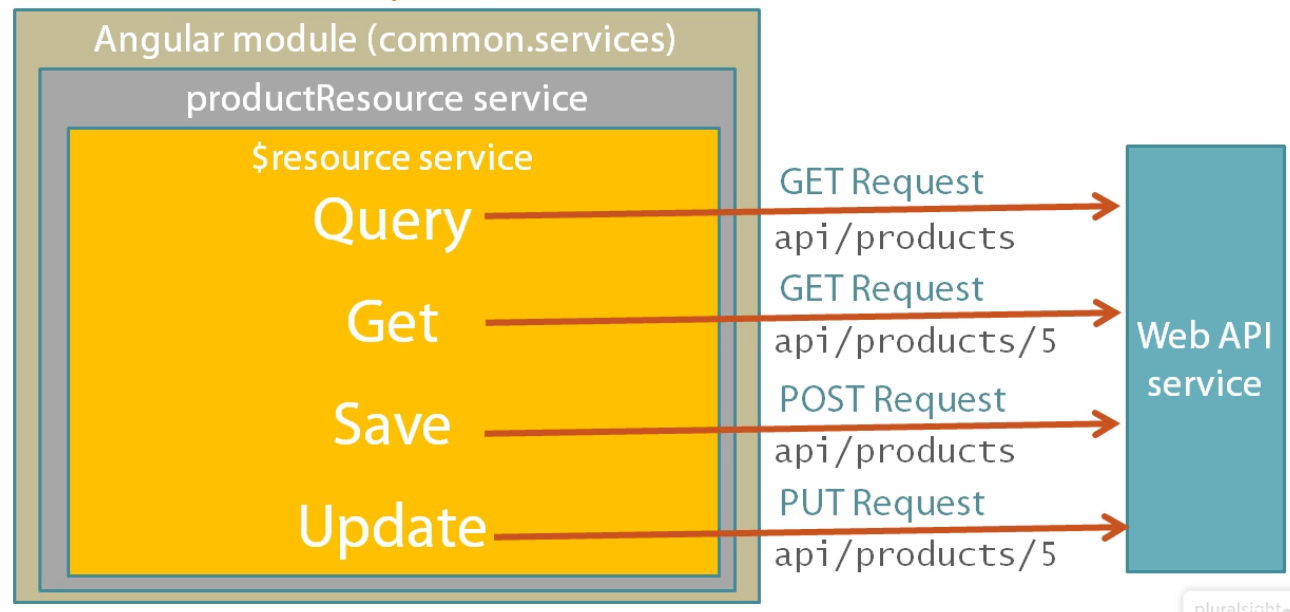 Angular module (common.services)
productResource service
$resource service
Query
GET Request
api/products
Get
GET Request
api/products/5
Save
POST Request
api/products
Update
PUT Request
api/products/5
Web API
service
pluralsight